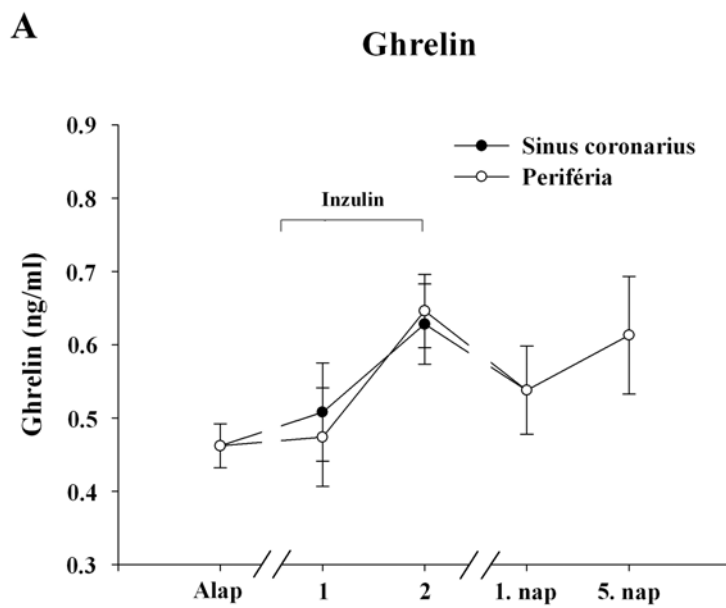 A
Ghrelin
0.9
0.8
0.7
0.6
0.5
0.4
0.3
Ghrelin (ng/ml)
Sinus coronarius
Periféria
Inzulin
Alap
1
2
1. nap
5. nap